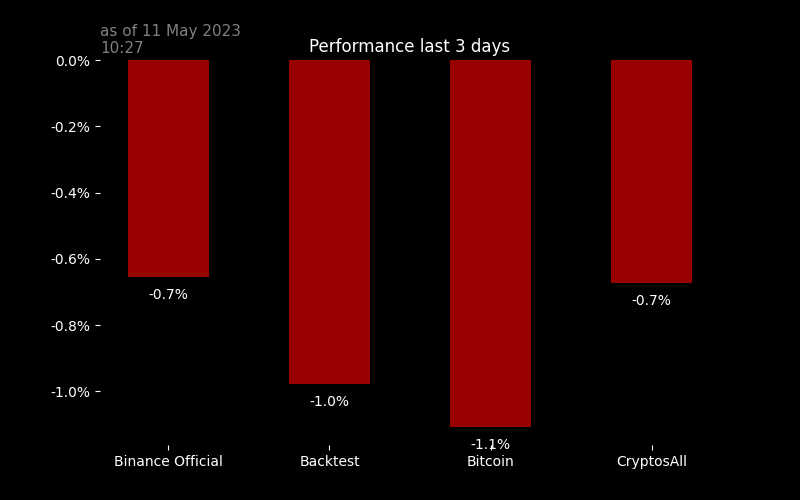 as of 11 May 2023
10:27
Performance last 3 days
0.0%
-0.2%
-0.4%
-0.6%
-0.8%
-1.0%
-0.7%
-1.0%
-1.1%
-0.7%
Binance Official
Backtest
Bitcoin
CryptosAll